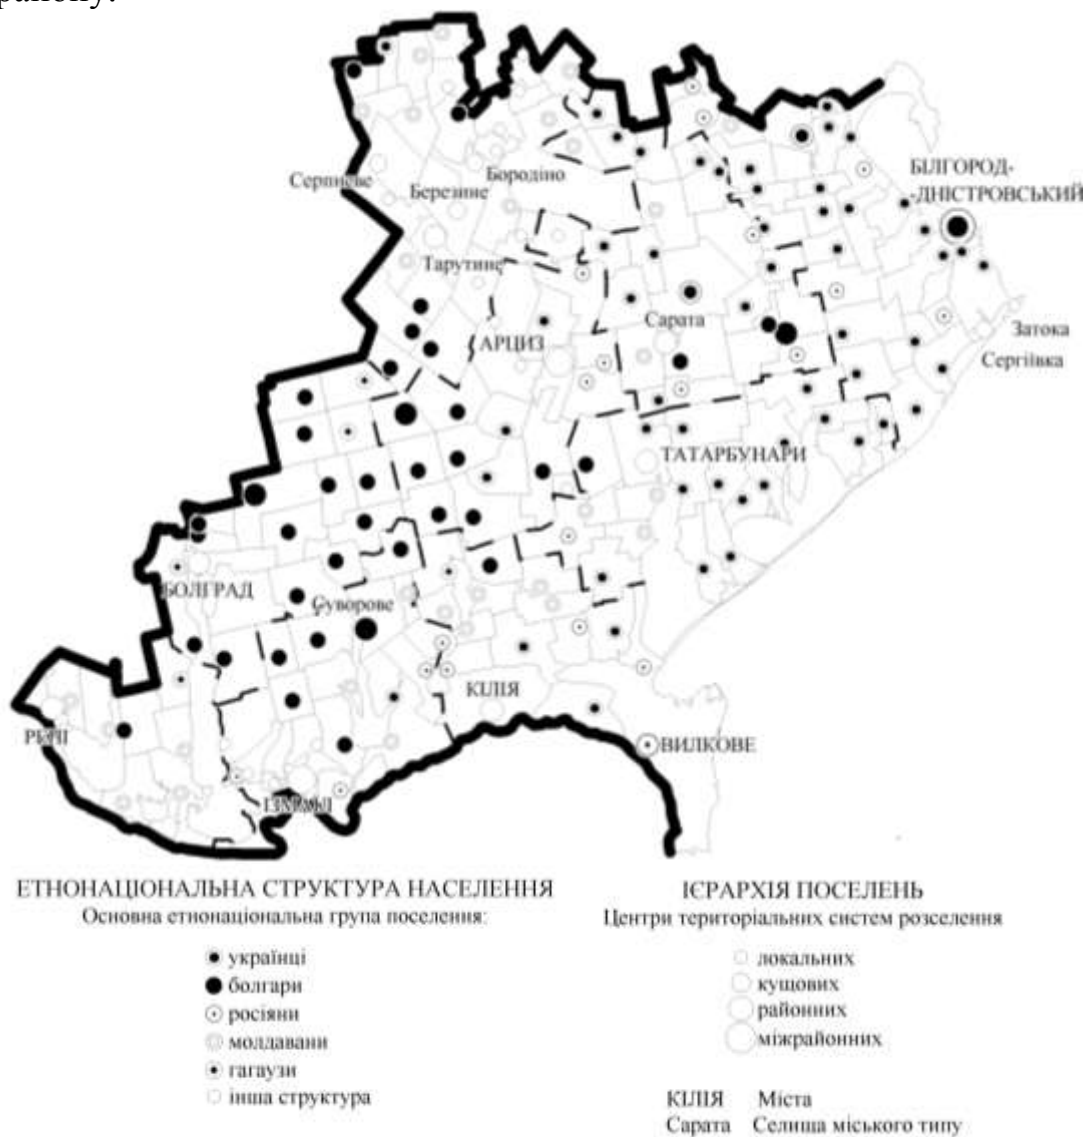 району.
Серпневе
Бородіно
Березине
Тарутине
БІЛГОРОД-
-ДНІСТРОВСЬКИЙ
АРЦИЗ
Сарата
Затока
Сергіївка
ТАТАРБУНАРИ
БОЛГРАД
Суворове
КІЛІЯ
РЕНІ
ВИЛКОВЕ
ІЗМАЇЛ
ЕТНОНАЦІОНАЛЬНА СТРУКТУРА НАСЕЛЕННЯ
Основна етнонаціональна група поселення:
українці
болгари
росіяни
молдавани
гагаузи
інша структура
ІЄРАРХІЯ ПОСЕЛЕНЬ
Центри територіальних систем розселення
локальних
кущових
районних
міжрайонних
КІЛІЯ Міста
Сарата Селища міського типу